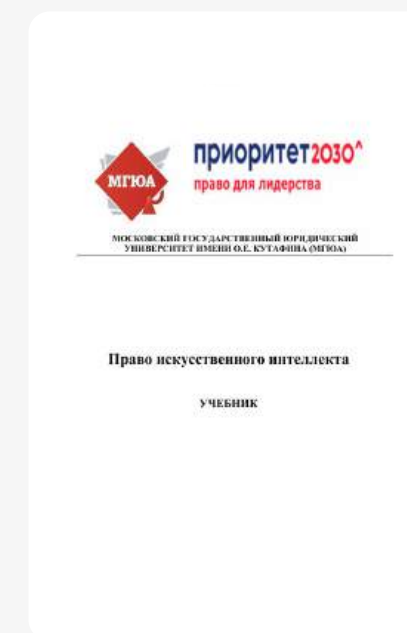 МГЮА
приоритет2030^
право для лидерства
МОСКОВСКИЙ ГОСУДАРСТВЕННЫЙ ЮРИДИЧЕСКИЙ
УНИВЕРСИТЕТ ИМЕНИ О.Е. КУТАФИНА (МГЮА)
Право искусственного интеллекта
УЧЕБНИК